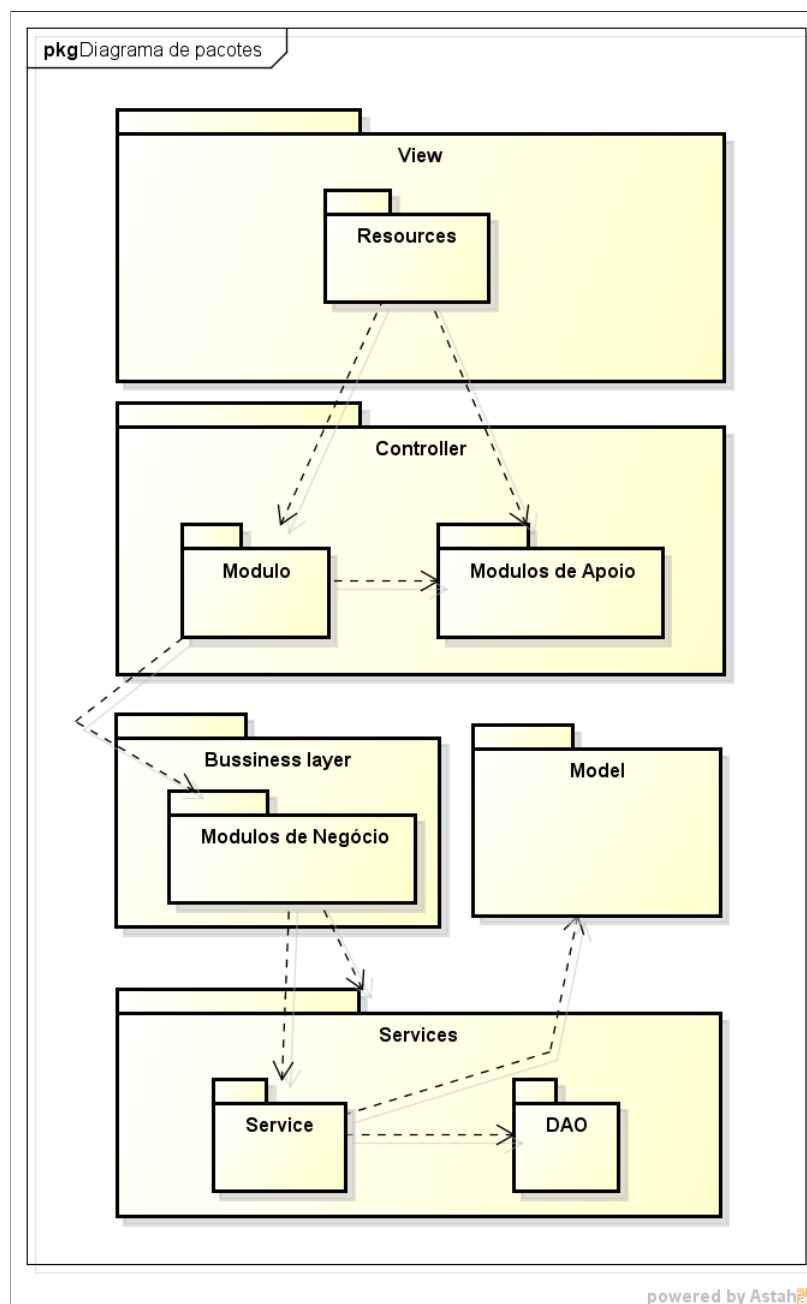 pkgDiagrama de pacotes
View
Resources
Controller
Modulo
Modulos de Apoio
Bussiness layer
Model
Modulos de Negócio
Services
Service
DAO
powered by Astah